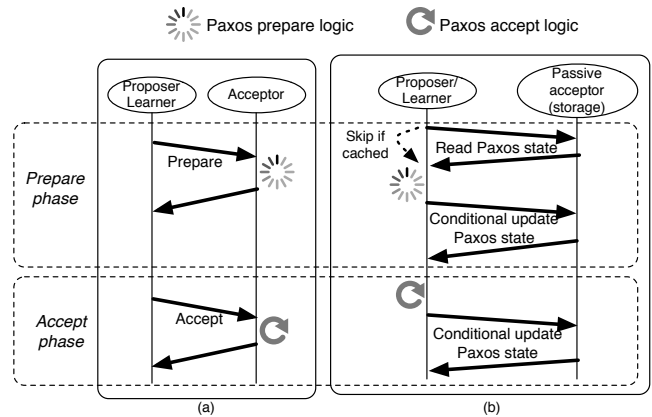 Paxos prepare logic
Paxos accept logic
Proposer
Learner
Acceptor
Proposer/
Learner
Passive
acceptor
(storage)
Prepare
phase
Prepare
Skip if
cached
Read Paxos state
Conditional update
Paxos state
Accept
phase
Accept
Conditional update
Paxos state
(a)
(b)